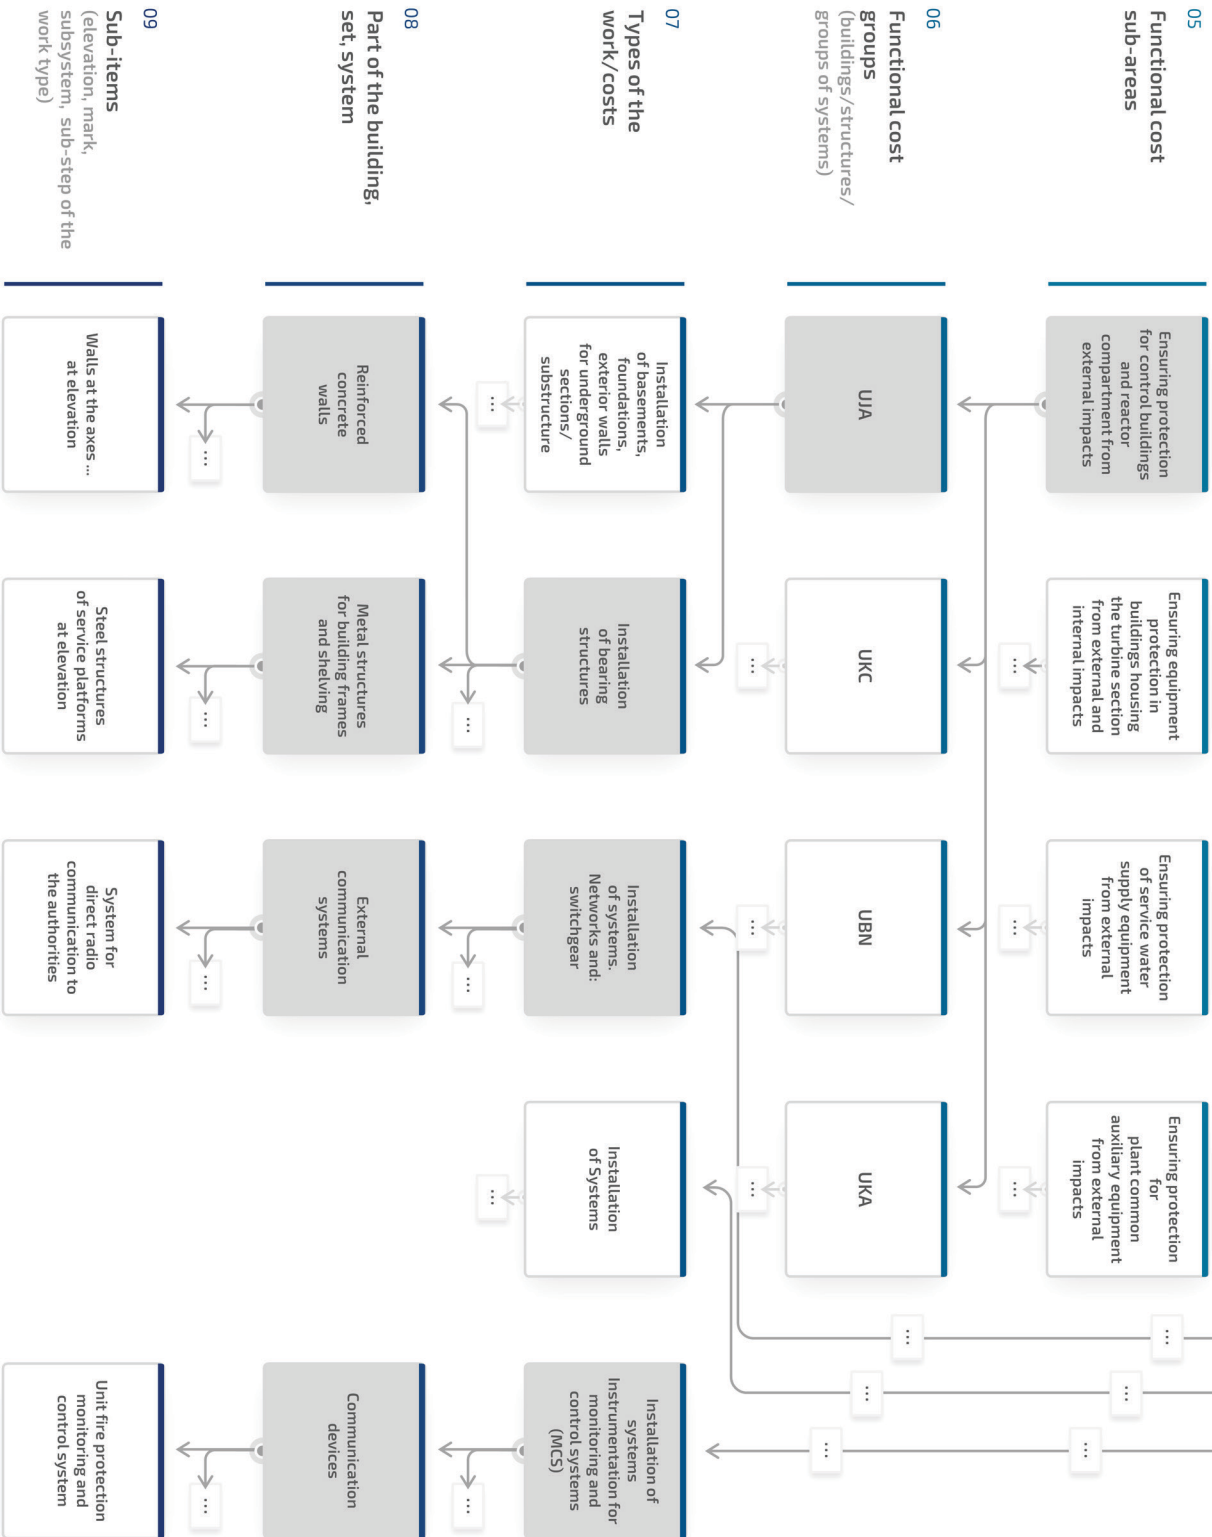 05
Functional cost
sub-areas
Ensuring protection
for control buildings
and reactor
compartment from
external impacts
Ensuring equipment
protection in
buildings housing
the turbine section
from external and
internal impacts
Ensuring protection
of service water
supply equipment
from external
impacts
Ensuring protection
for
plant common
auxiliary equipment
from external
impacts
...
...
...
...
...
...
06
Functional cost
groups
(buildings/structures/
groups of systems)
UJA
UKC
UBN
UKA
...
...
...
...
...
...
07
Types of the
work/costs
Installation
of basements,
foundations,
exterior walls
for underground
sections/
substructure
Installation
of bearing
structures
Installation
of systems.
Networks and:
switchgear
Installation
of Systems
Installation of
systems
Instrumentation for
monitoring and
control systems
(MCS)
...
...
...
...
...
08
Part of the building,
set, system
Reinforced
concrete
walls
Metal structures
for building frames
and shelving
External
communication
systems
Communication
devices
...
...
...
...
09
Sub-items
(elevation, mark,
subsystem, sub-step of the
work type)
Walls at the axes ...
at elevation
Steel structures
of service platforms
at elevation
System for
direct radio
communication to
the authorities
Unit fire protection
monitoring and
control system